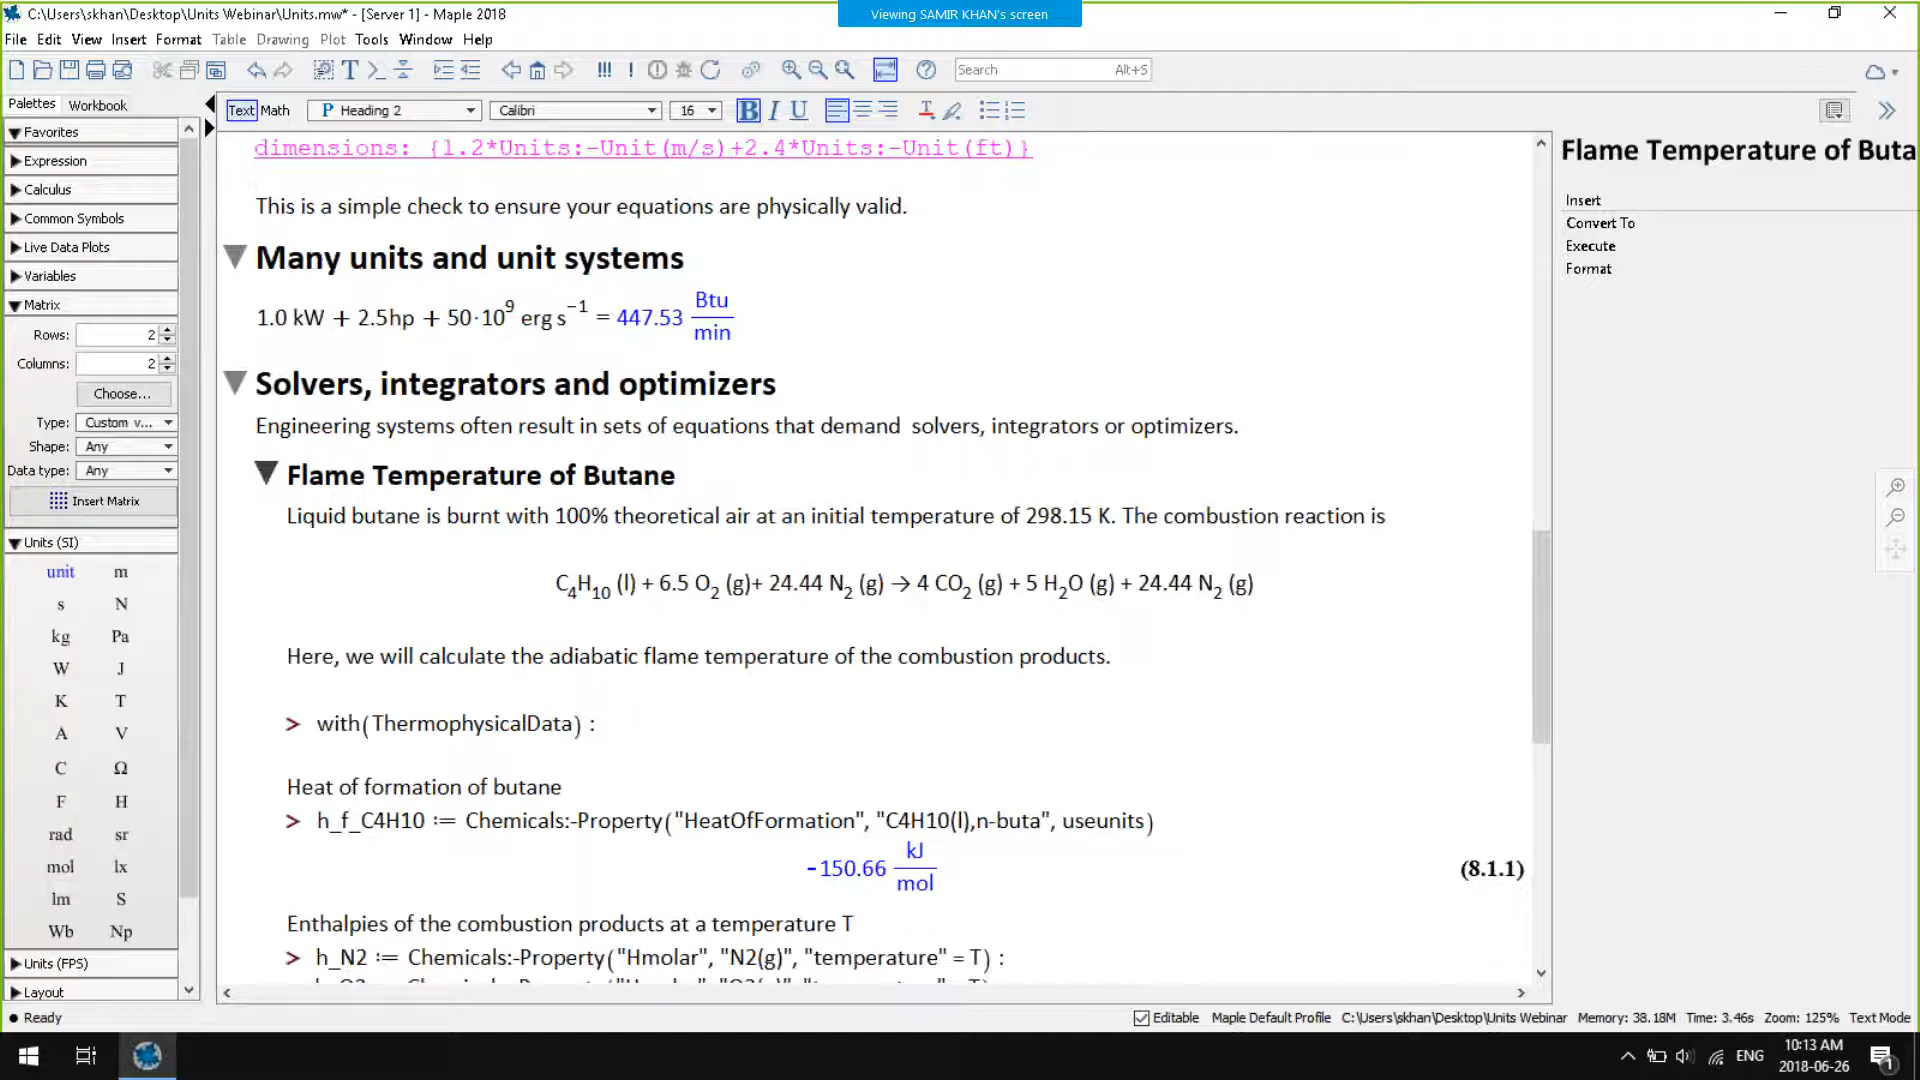 C:\Users\skhan\Desktop\Units Webinar\Units.mw* - [Server 1] - Maple 2018
Viewing SAMIR KHAN's screen
File Edit View Insert Format Table Drawing Plot Tools Window Help
Search Alt+S
Palettes Workbook
Text Math P Heading 2 Calibri 16 B I U
Favorites
Expression
Calculus
Common Symbols
Live Data Plots
Variables
Matrix
Rows: 2
Columns: 2
Choose...
Type: Custom v...
Shape: Any
Data type: Any
Insert Matrix
Units (SI)
unit m
s N
kg Pa
W J
K T
A V
C Ω
F H
rad sr
mol lx
lm S
Wb Np
Units (FPS)
Layout
dimensions: {1.2*Units:-Unit(m/s)+2.4*Units:-Unit(ft)}
This is a simple check to ensure your equations are physically valid.
Many units and unit systems
1.0 kW + 2.5hp + 50·10⁹ erg s⁻¹ = 447.53 Btu/min
Solvers, integrators and optimizers
Engineering systems often result in sets of equations that demand solvers, integrators or optimizers.
Flame Temperature of Butane
Liquid butane is burnt with 100% theoretical air at an initial temperature of 298.15 K. The combustion reaction is
C₄H₁₀ (l) + 6.5 O₂ (g)+ 24.44 N₂ (g) → 4 CO₂ (g) + 5 H₂O (g) + 24.44 N₂ (g)
Here, we will calculate the adiabatic flame temperature of the combustion products.
> with(ThermophysicalData) :
Heat of formation of butane
> h_f_C4H10 := Chemicals:-Property("HeatOfFormation", "C4H10(l),n-buta", useunits)
-150.66 kJ/mol (8.1.1)
Enthalpies of the combustion products at a temperature T
> h_N2 := Chemicals:-Property("Hmolar", "N2(g)", "temperature" = T) :
Flame Temperature of Buta
Insert
Convert To
Execute
Format
Ready
Editable Maple Default Profile C:\Users\skhan\Desktop\Units Webinar Memory: 38.18M Time: 3.46s Zoom: 125% Text Mode
ENG
10:13 AM
2018-06-26
1